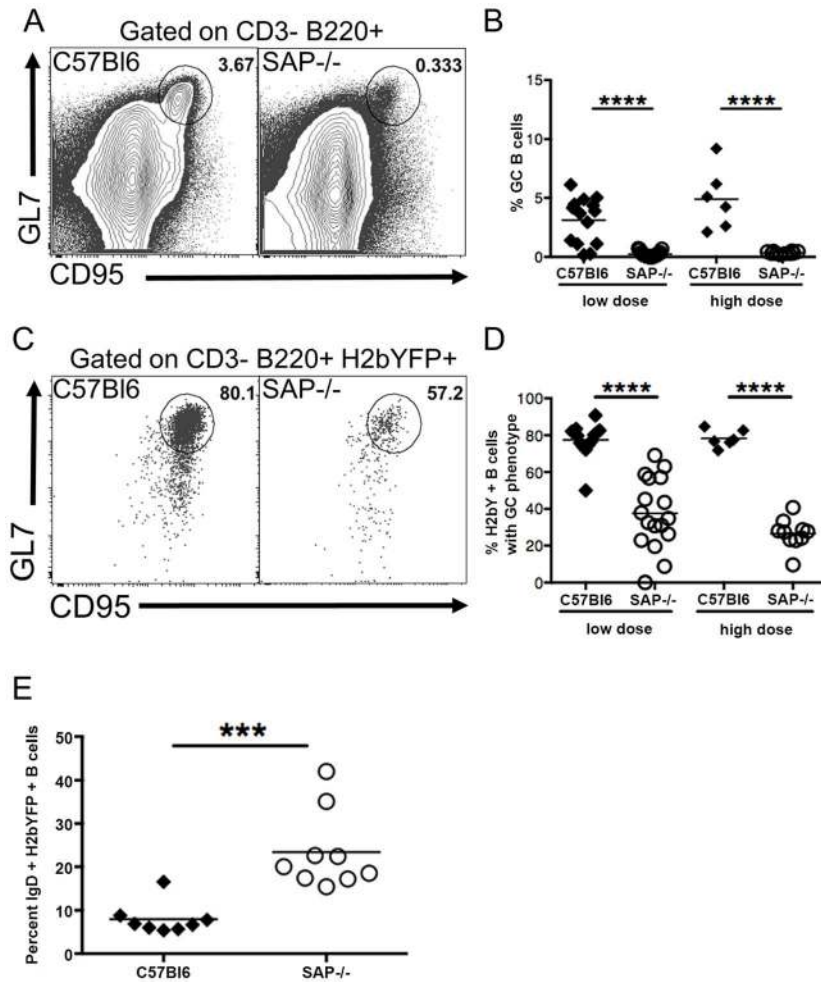 A
Gated on CD3- B220+
C57Bl6
3.67
SAP-/-
0.333
GL7
CD95
B
15
10
5
0
% GC B cells
****
****
C57Bl6 SAP-/- C57Bl6 SAP-/-
low dose high dose
C
Gated on CD3- B220+ H2bYFP+
C57Bl6
80.1
SAP-/-
57.2
GL7
CD95
D
100
80
60
40
20
0
% H2bY + B cells
with GC phenotype
****
****
C57Bl6 SAP-/- C57Bl6 SAP-/-
low dose high dose
E
50
40
30
20
10
0
Percent IgD + H2bYFP + B cells
***
C57Bl6 SAP-/-